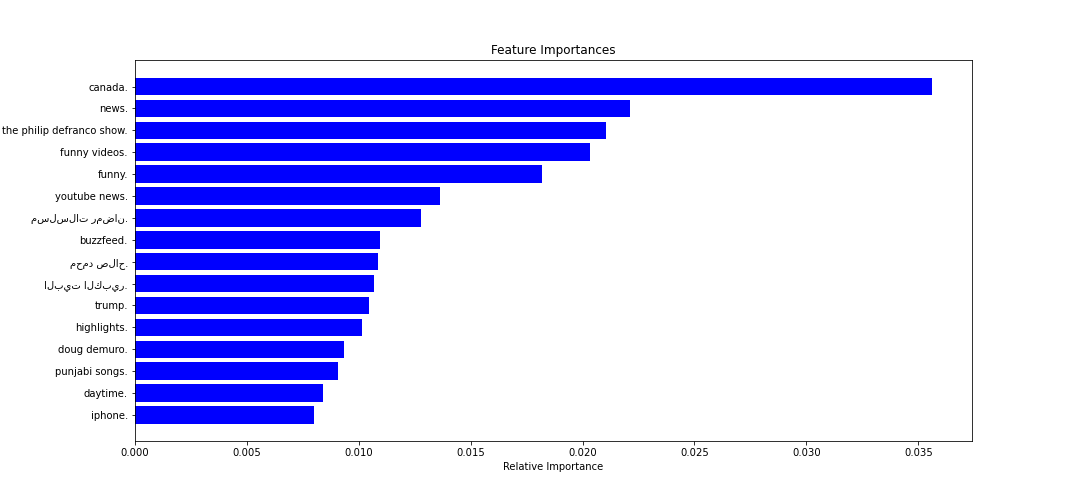 Feature Importances
canada.
news.
the philip defranco show.
funny videos.
funny.
youtube news.
مسلسلات رمضان.
buzzfeed.
محمد صلاح.
البيت الكبير.
trump.
highlights.
doug demuro.
punjabi songs.
daytime.
iphone.
0.000 0.005 0.010 0.015 0.020 0.025 0.030 0.035
Relative Importance